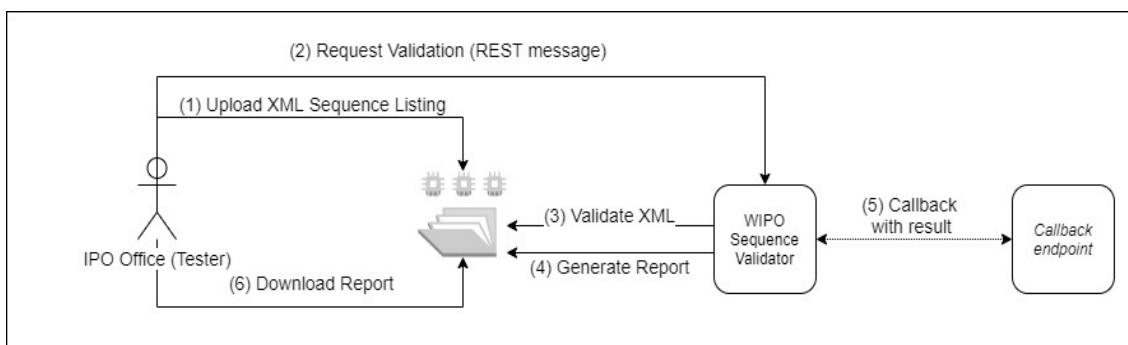 (2) Request Validation (REST message)
(1) Upload XML Sequence Listing
(3) Validate XML
WIPO
Sequence
Validator
(5) Callback
with result
Callback
endpoint
IPO Office (Tester)
(4) Generate Report
(6) Download Report